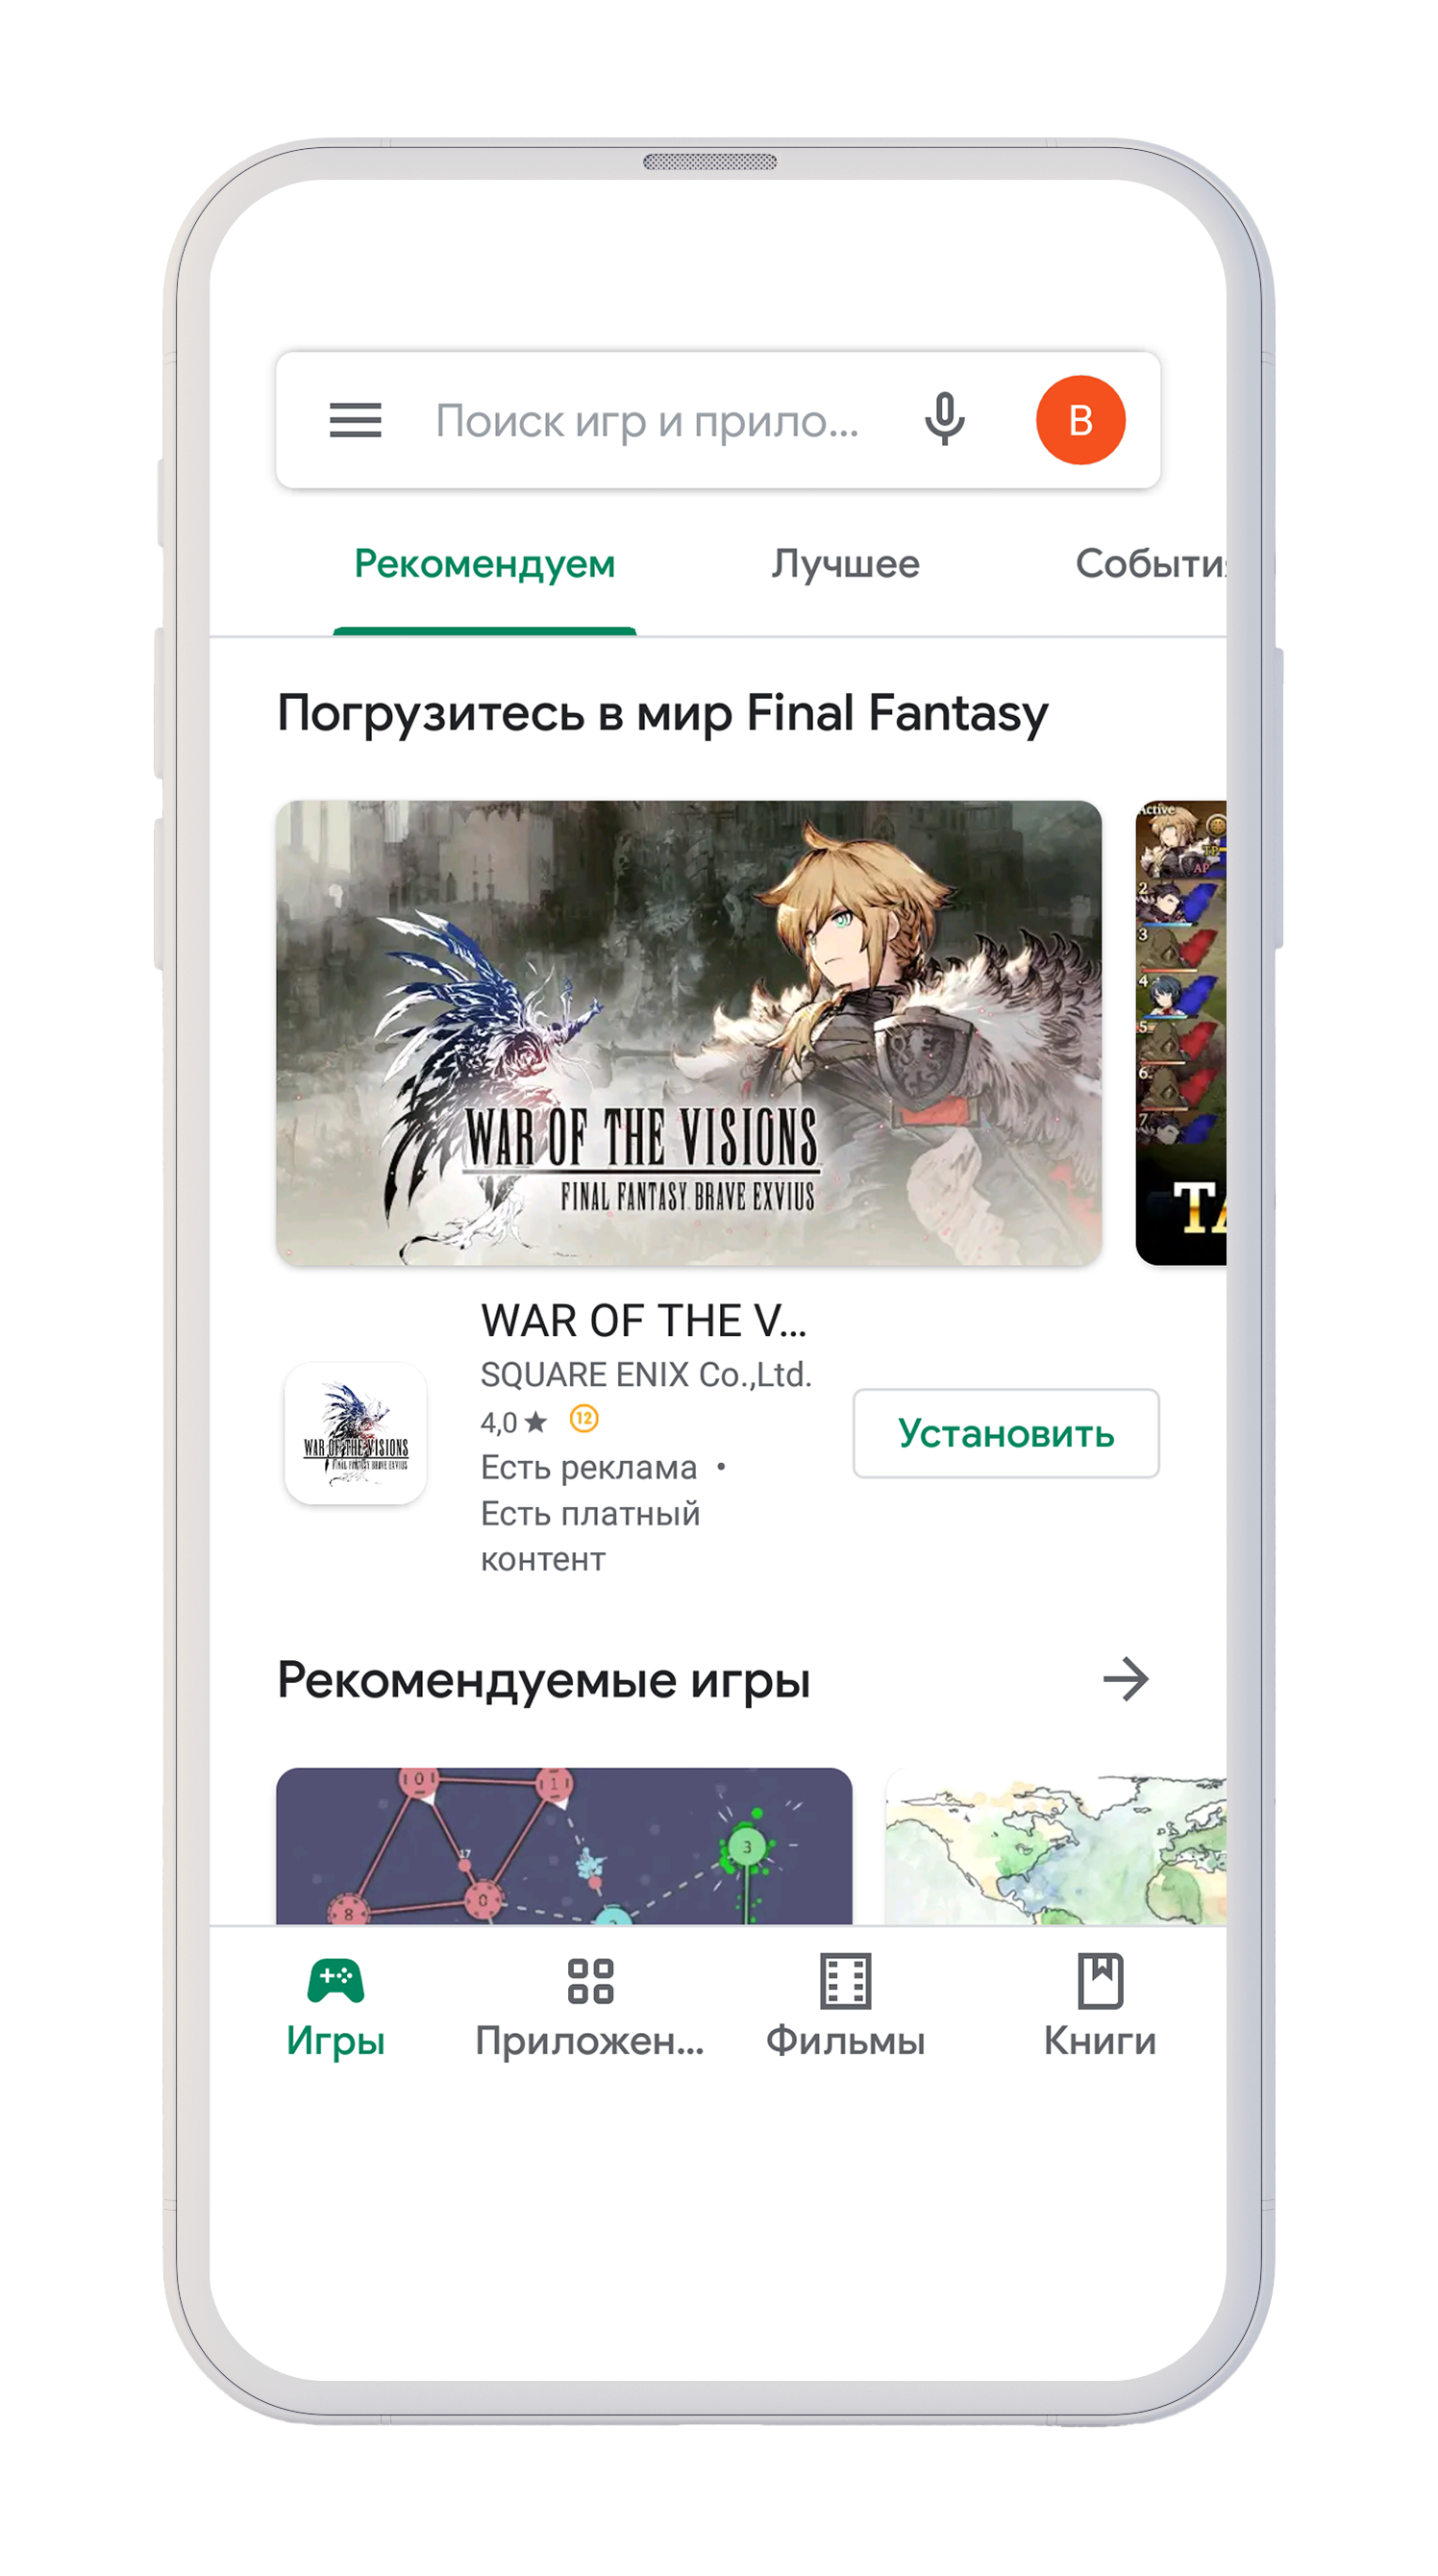 Поиск игр и прило...
B
Рекомендуем Лучшее Событи
Погрузитесь в мир Final Fantasy
Active
TP
AP
2
3
4
5
6
7
WAR OF THE VISIONS
FINAL FANTASY BRAVE EXVIUS
TA
WAR OF THE V...
SQUARE ENIX Co.,Ltd.
4,0 ★ 12
WAR OF THE VISIONS
FINAL FANTASY BRAVE EXVIUS
Установить
Есть реклама •
Есть платный
контент
Рекомендуемые игры
0 1
17
3
8 0
Игры Приложен... Фильмы Книги